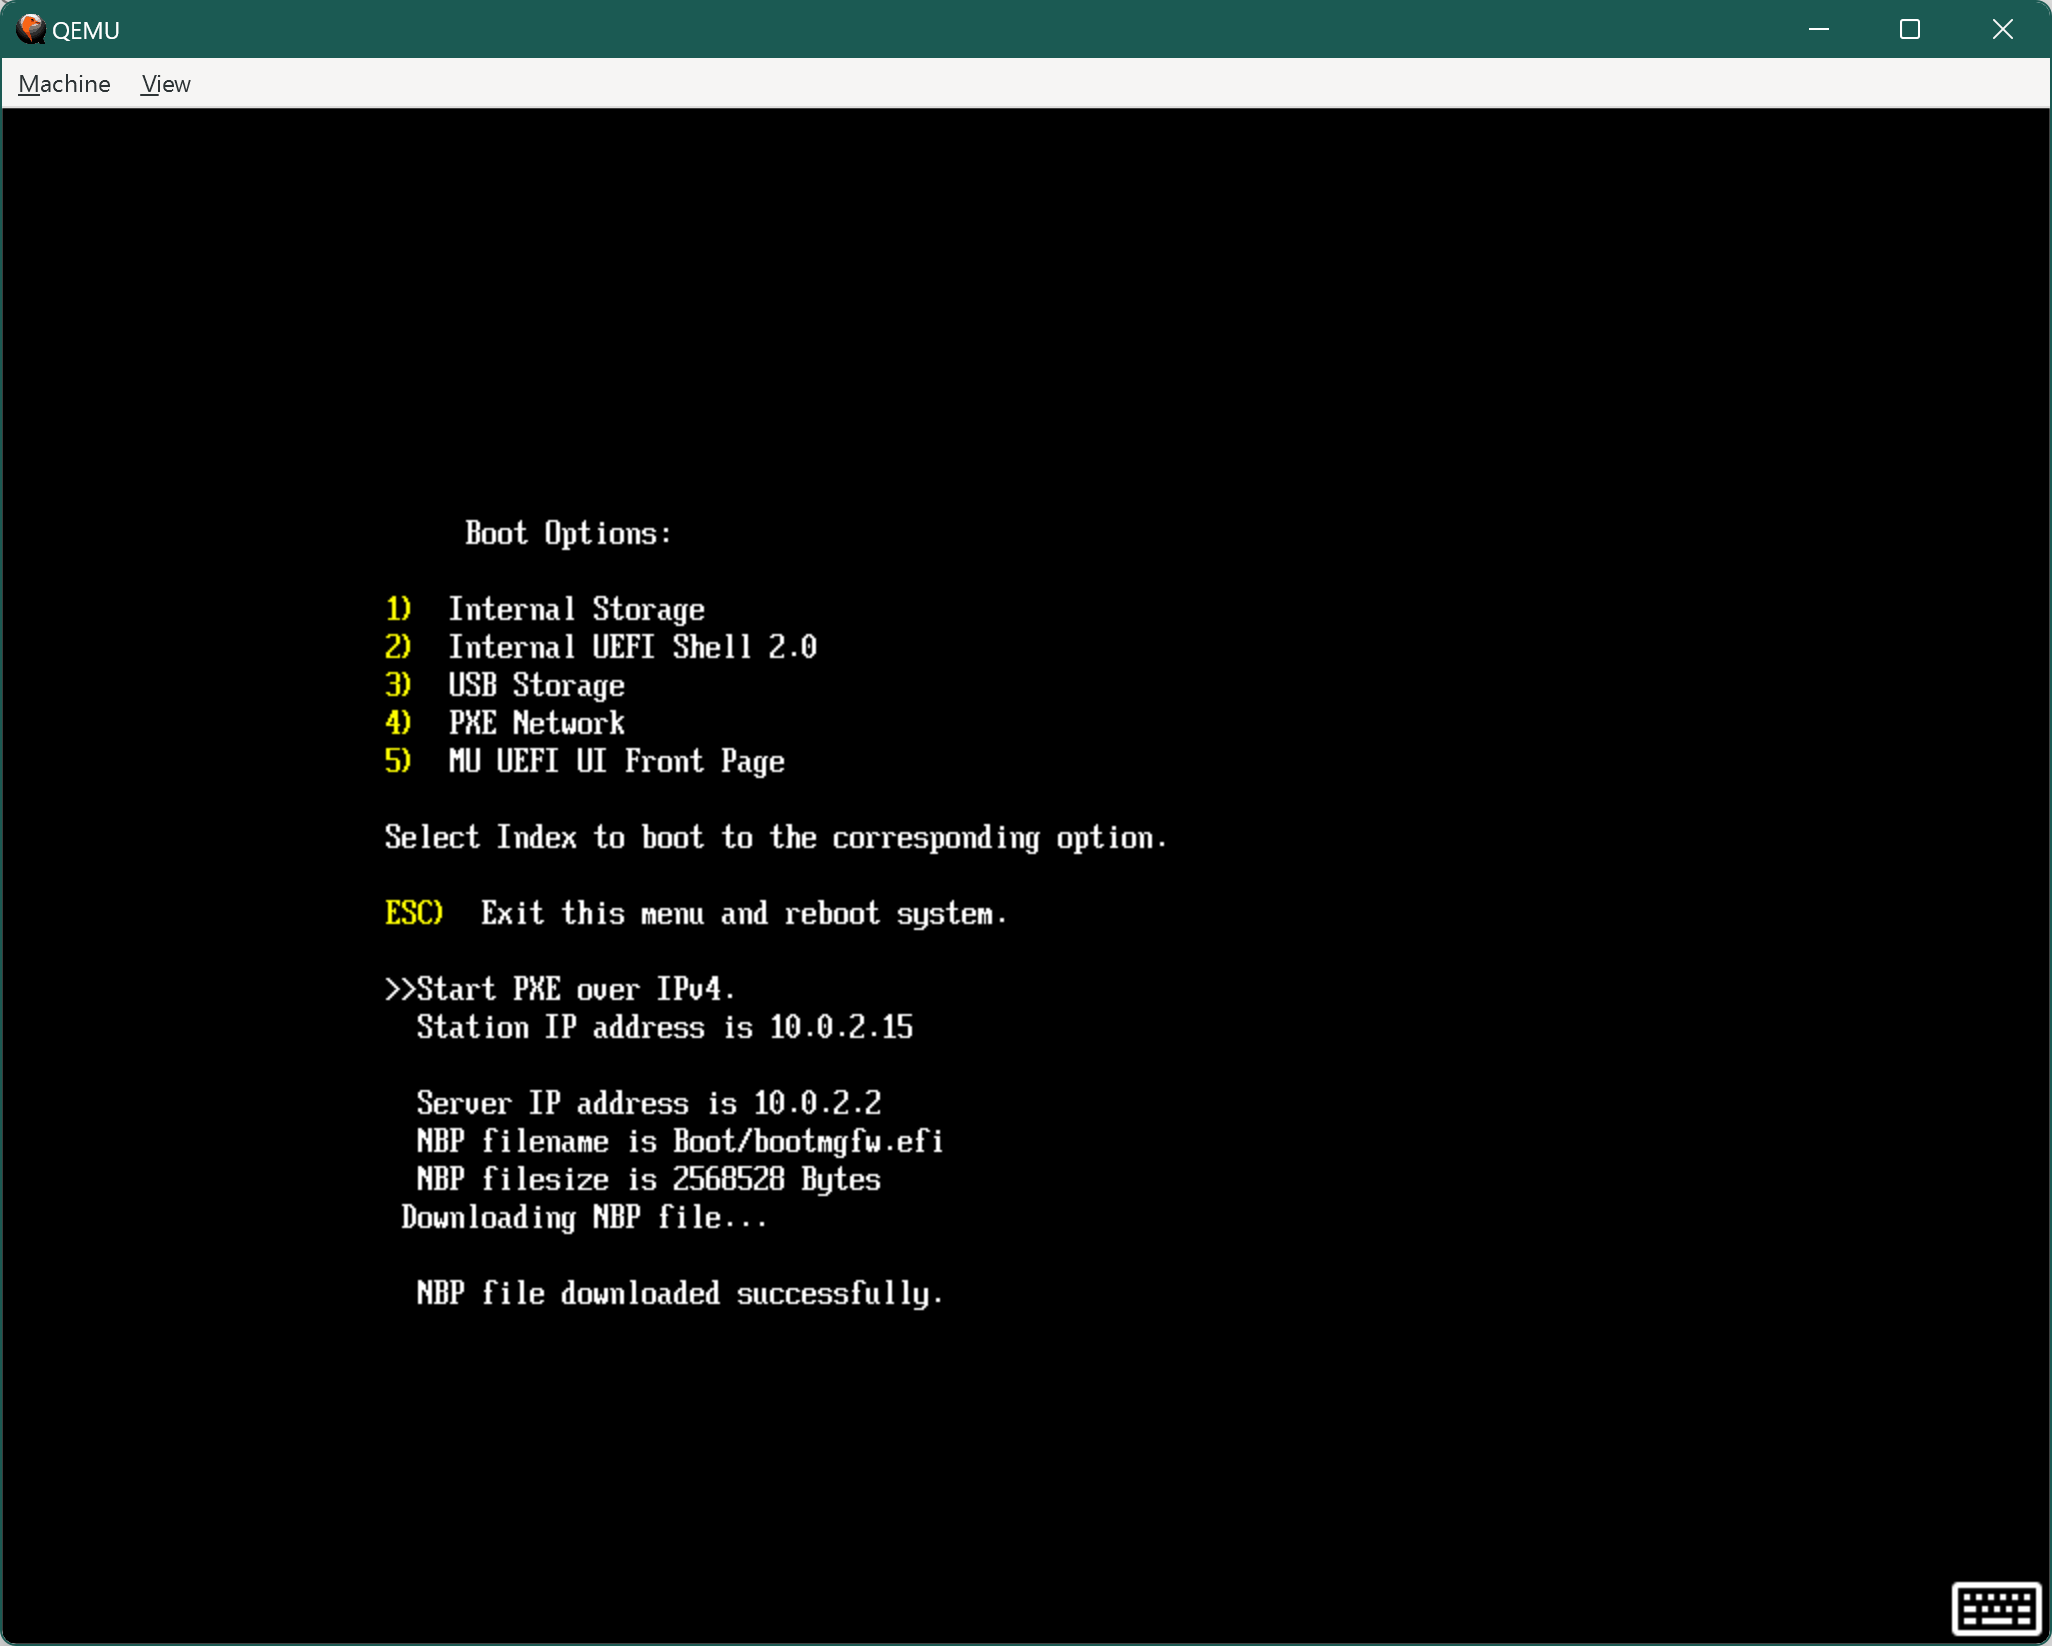 QEMU
Machine View
Boot Options:
1) Internal Storage
2) Internal UEFI Shell 2.0
3) USB Storage
4) PXE Network
5) MU UEFI UI Front Page
Select Index to boot to the corresponding option.
ESC) Exit this menu and reboot system.
>>Start PXE over IPv4.
Station IP address is 10.0.2.15
Server IP address is 10.0.2.2
NBP filename is Boot/bootmgfw.efi
NBP filesize is 2568528 Bytes
Downloading NBP file...
NBP file downloaded successfully.